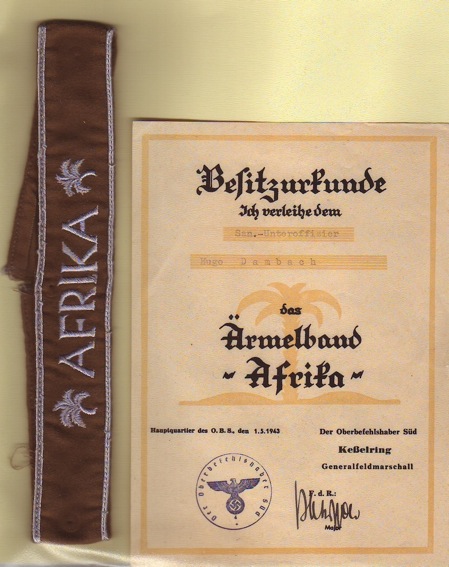 AFRIKA
Besitzurkunde
Ich verleihe dem
San.-Unteroffizier
Hugo Dambach
das
Ärmelband
„Afrika“
Hauptquartier des O.B.S., den 1.5.1943
Der Oberbefehlshaber Süd
Keßelring
Generalfeldmarschall
Der Oberbefehlshaber Süd
F.d.R.:
Major